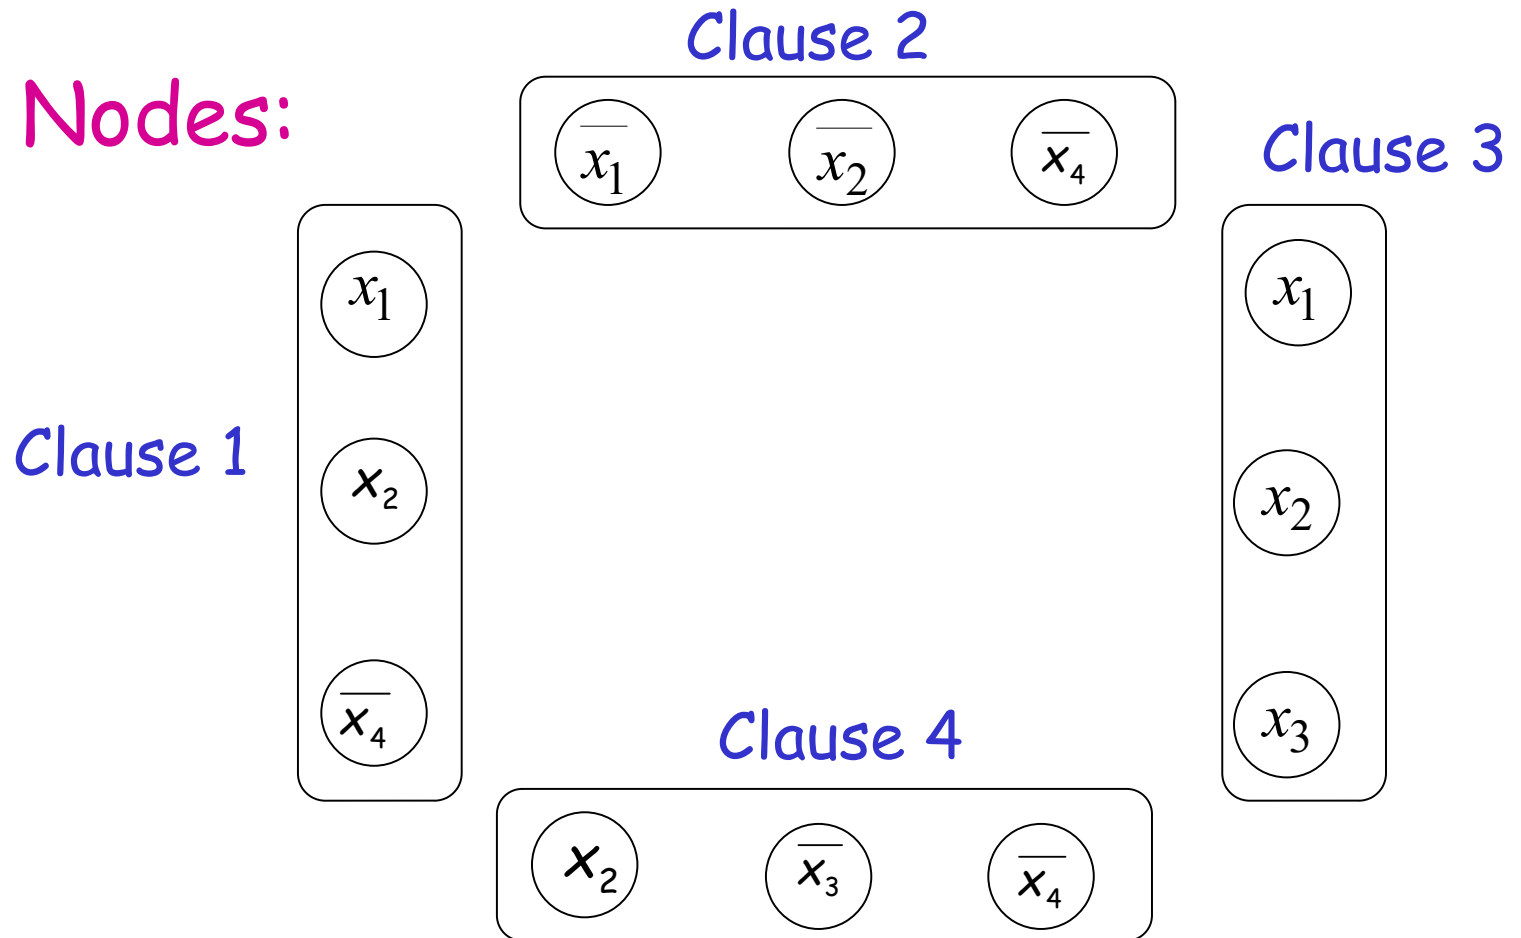 Nodes:
Clause 2
x̅₁ x̅₂ x̅₄
Clause 3
x₁
x₂
x₃
Clause 1
x₁
x₂
x̅₄
Clause 4
x₂ x̅₃ x̅₄